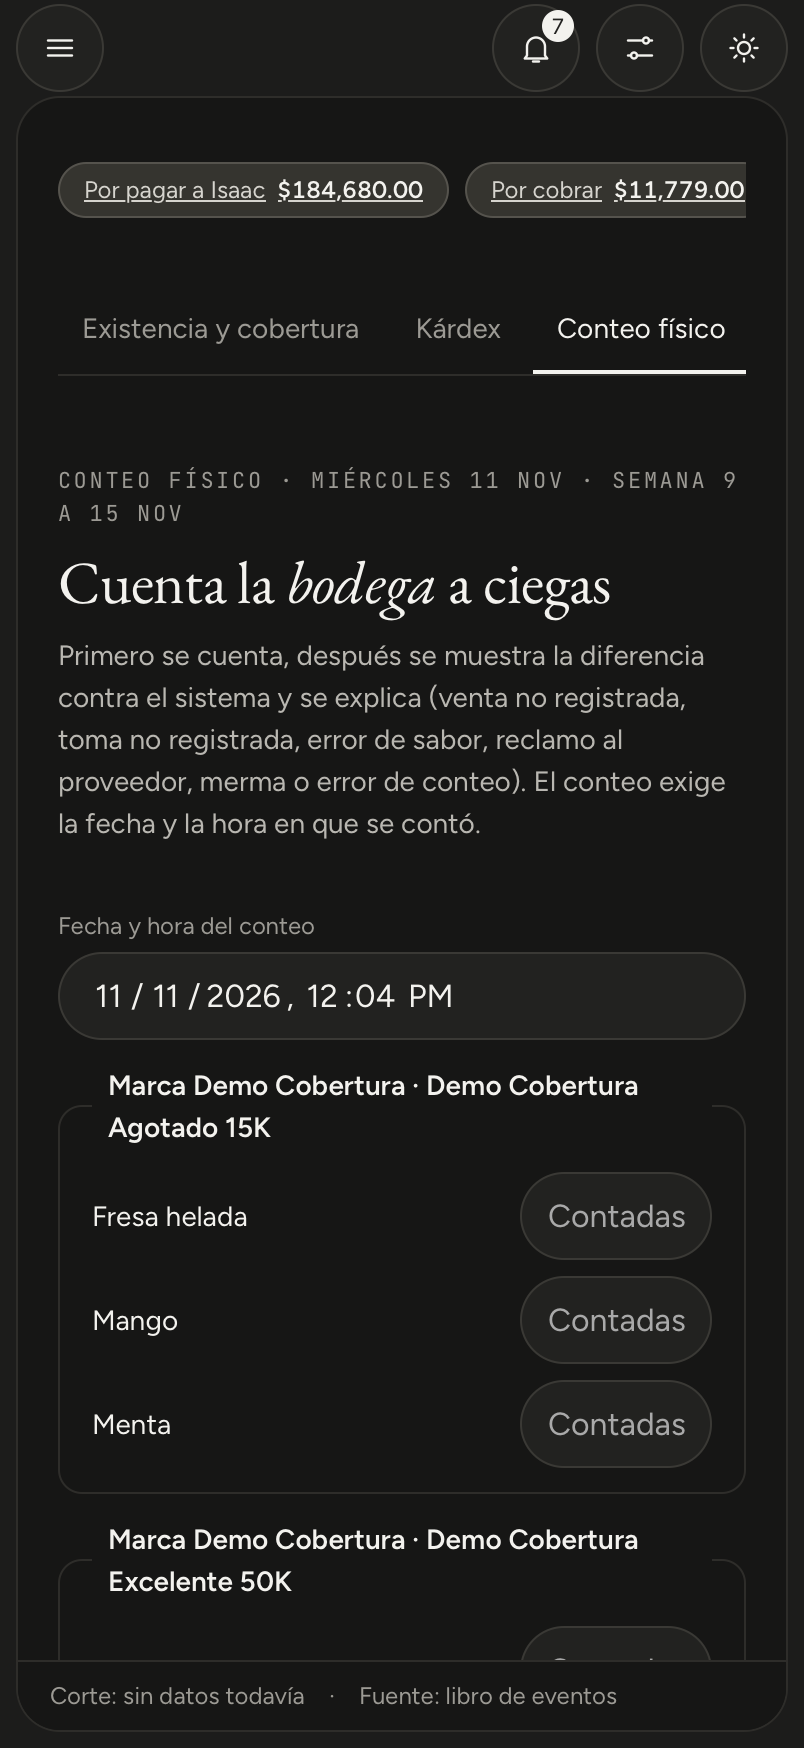 7
Por pagar a Isaac $184,680.00
Por cobrar $11,779.00
Existencia y cobertura
Kárdex
Conteo físico
CONTEO FÍSICO · MIÉRCOLES 11 NOV · SEMANA 9
A 15 NOV
Cuenta la bodega a ciegas
Primero se cuenta, después se muestra la diferencia
contra el sistema y se explica (venta no registrada,
toma no registrada, error de sabor, reclamo al
proveedor, merma o error de conteo). El conteo exige
la fecha y la hora en que se contó.
Fecha y hora del conteo
11 / 11 / 2026 , 12 :04 PM
Marca Demo Cobertura · Demo Cobertura
Agotado 15K
Fresa helada
Contadas
Mango
Contadas
Menta
Contadas
Marca Demo Cobertura · Demo Cobertura
Excelente 50K
Corte: sin datos todavía · Fuente: libro de eventos